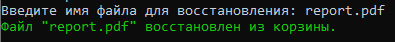 Введите имя файла для восстановления: report.pdf
Файл "report.pdf" восстановлен из корзины.